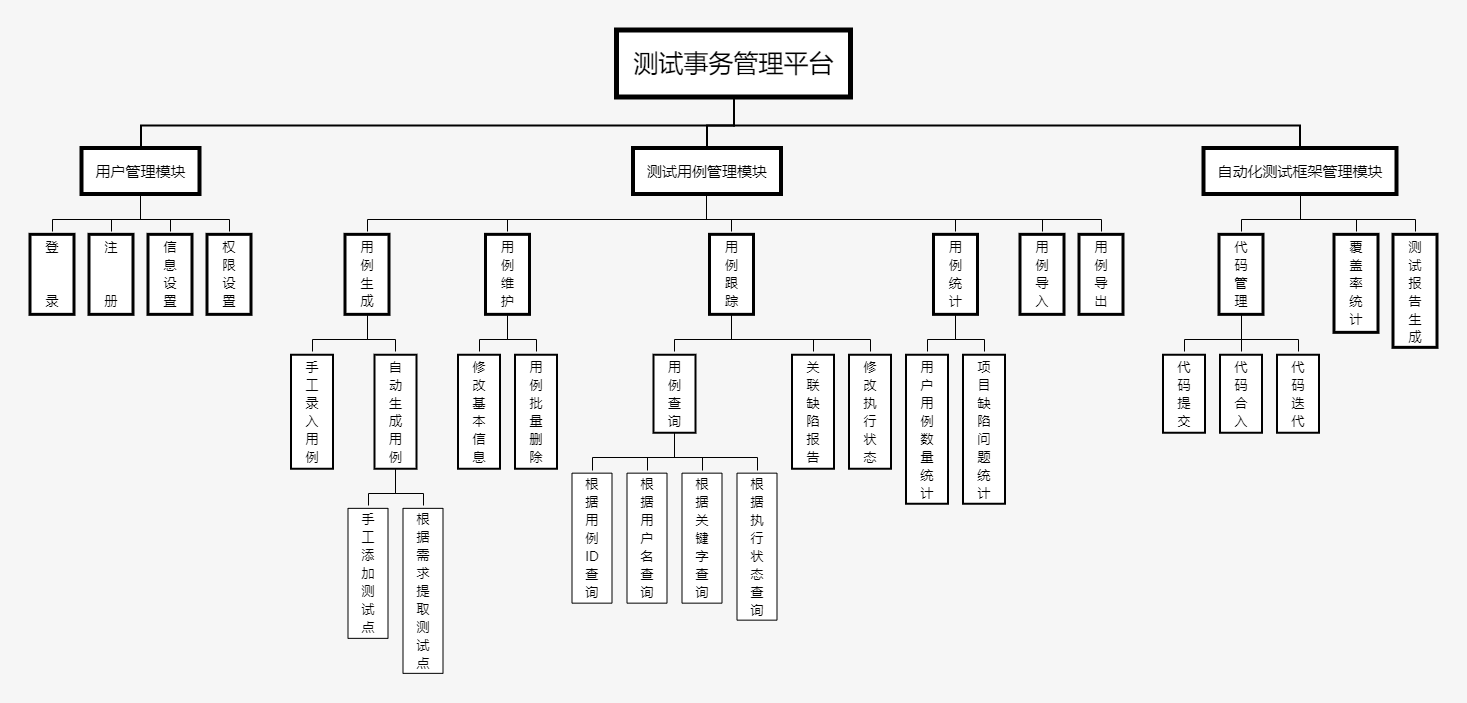 测试事务管理平台
用户管理模块
测试用例管理模块
自动化测试框架管理模块
登录
注册
信息设置
权限设置
用例生成
用例维护
用例跟踪
用例统计
用例导入
用例导出
代码管理
覆盖率统计
测试报告生成
手工录入用例
自动生成用例
修改基本信息
用例批量删除
用例查询
关联缺陷报告
修改执行状态
用户用例数量统计
项目缺陷问题统计
代码提交
代码合入
代码迭代
根据用例ID查询
根据用户名查询
根据关键字查询
根据执行状态查询
手工添加测试点
根据需求提取测试点